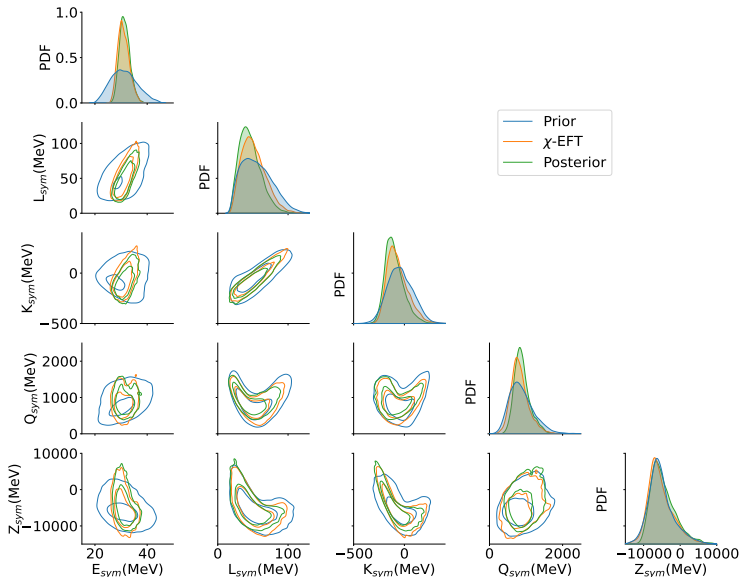 1.0
0.5
0.0
PDF
100
50
0
L_sym(MeV)
PDF
Prior
χ-EFT
Posterior
0
−500
K_sym(MeV)
PDF
2000
1000
0
Q_sym(MeV)
PDF
10000
0
−10000
Z_sym(MeV)
PDF
20 40
E_sym(MeV)
0 100
L_sym(MeV)
−500 0
K_sym(MeV)
0 2000
Q_sym(MeV)
−10000 10000
Z_sym(MeV)